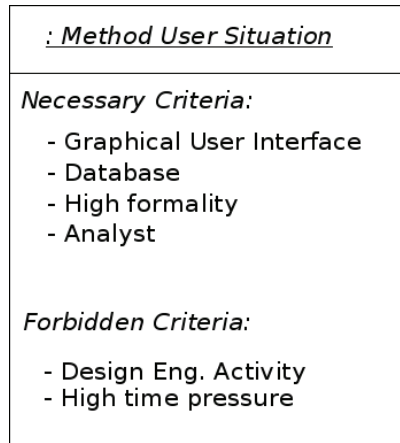 : Method User Situation
Necessary Criteria:
- Graphical User Interface
- Database
- High formality
- Analyst
Forbidden Criteria:
- Design Eng. Activity
- High time pressure